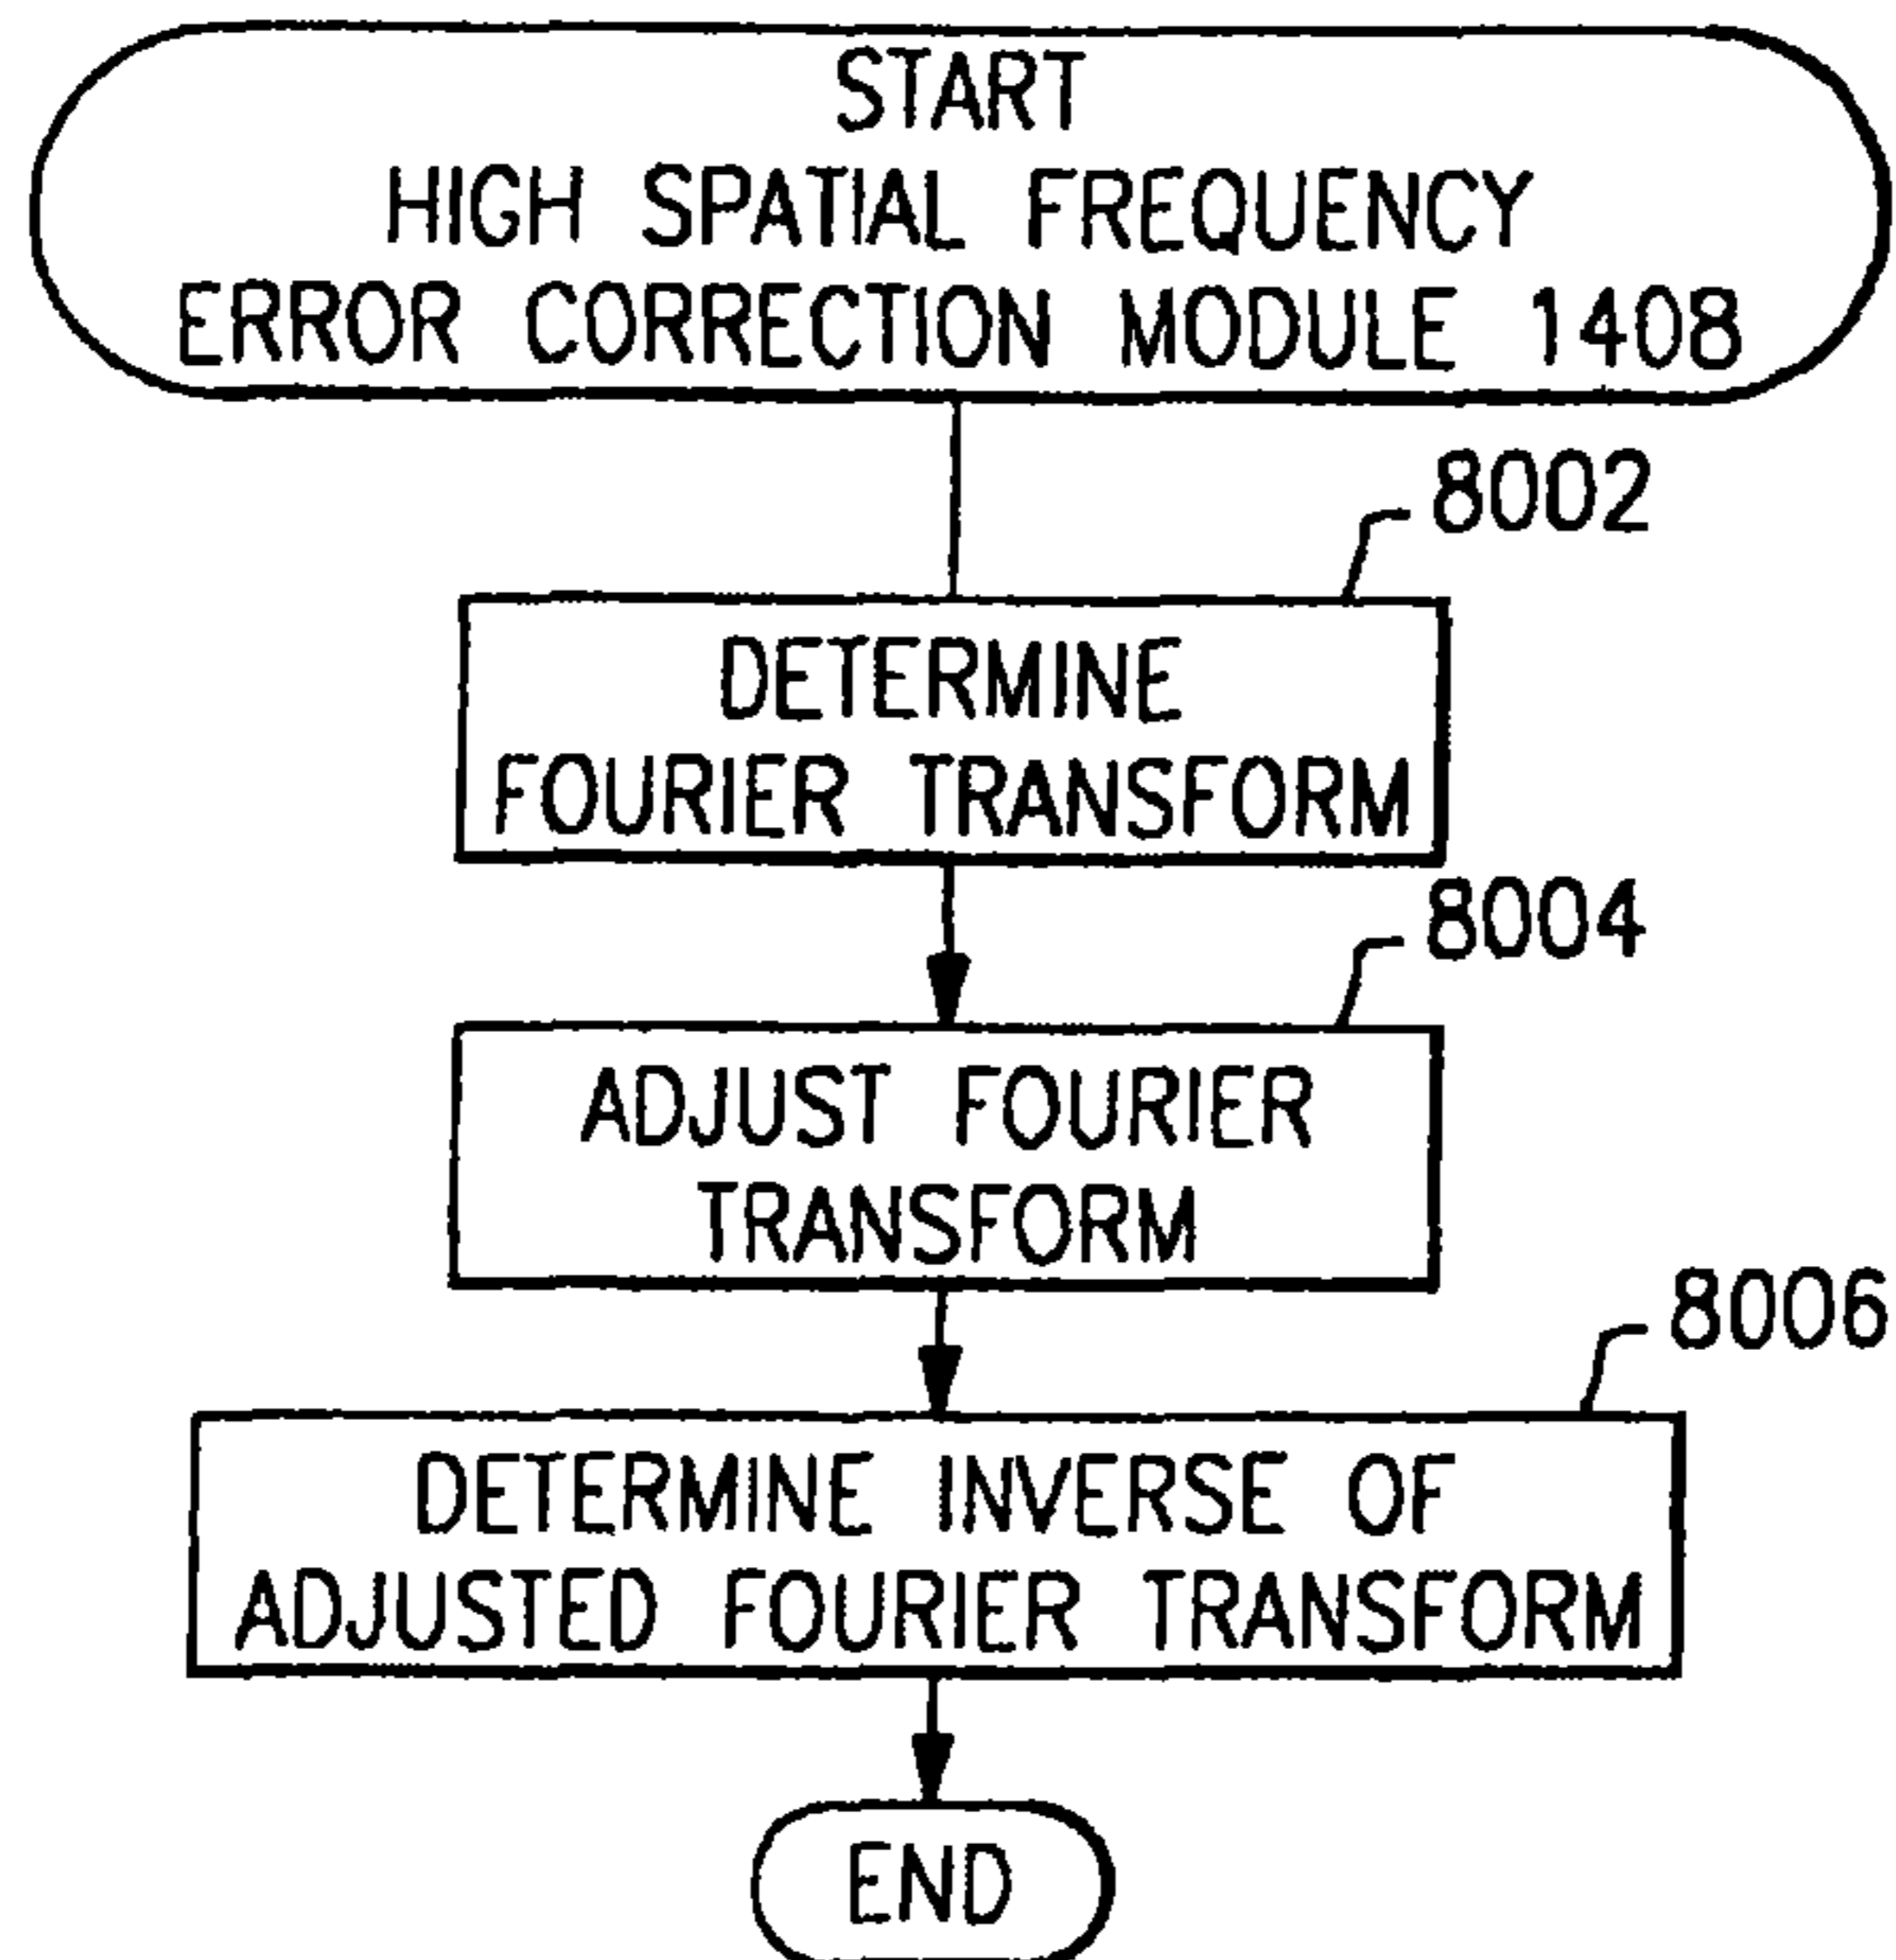 START
HIGH SPATIAL FREQUENCY
ERROR CORRECTION MODULE 1408
8002
DETERMINE
FOURIER TRANSFORM
8004
ADJUST FOURIER
TRANSFORM
8006
DETERMINE INVERSE OF
ADJUSTED FOURIER TRANSFORM
END